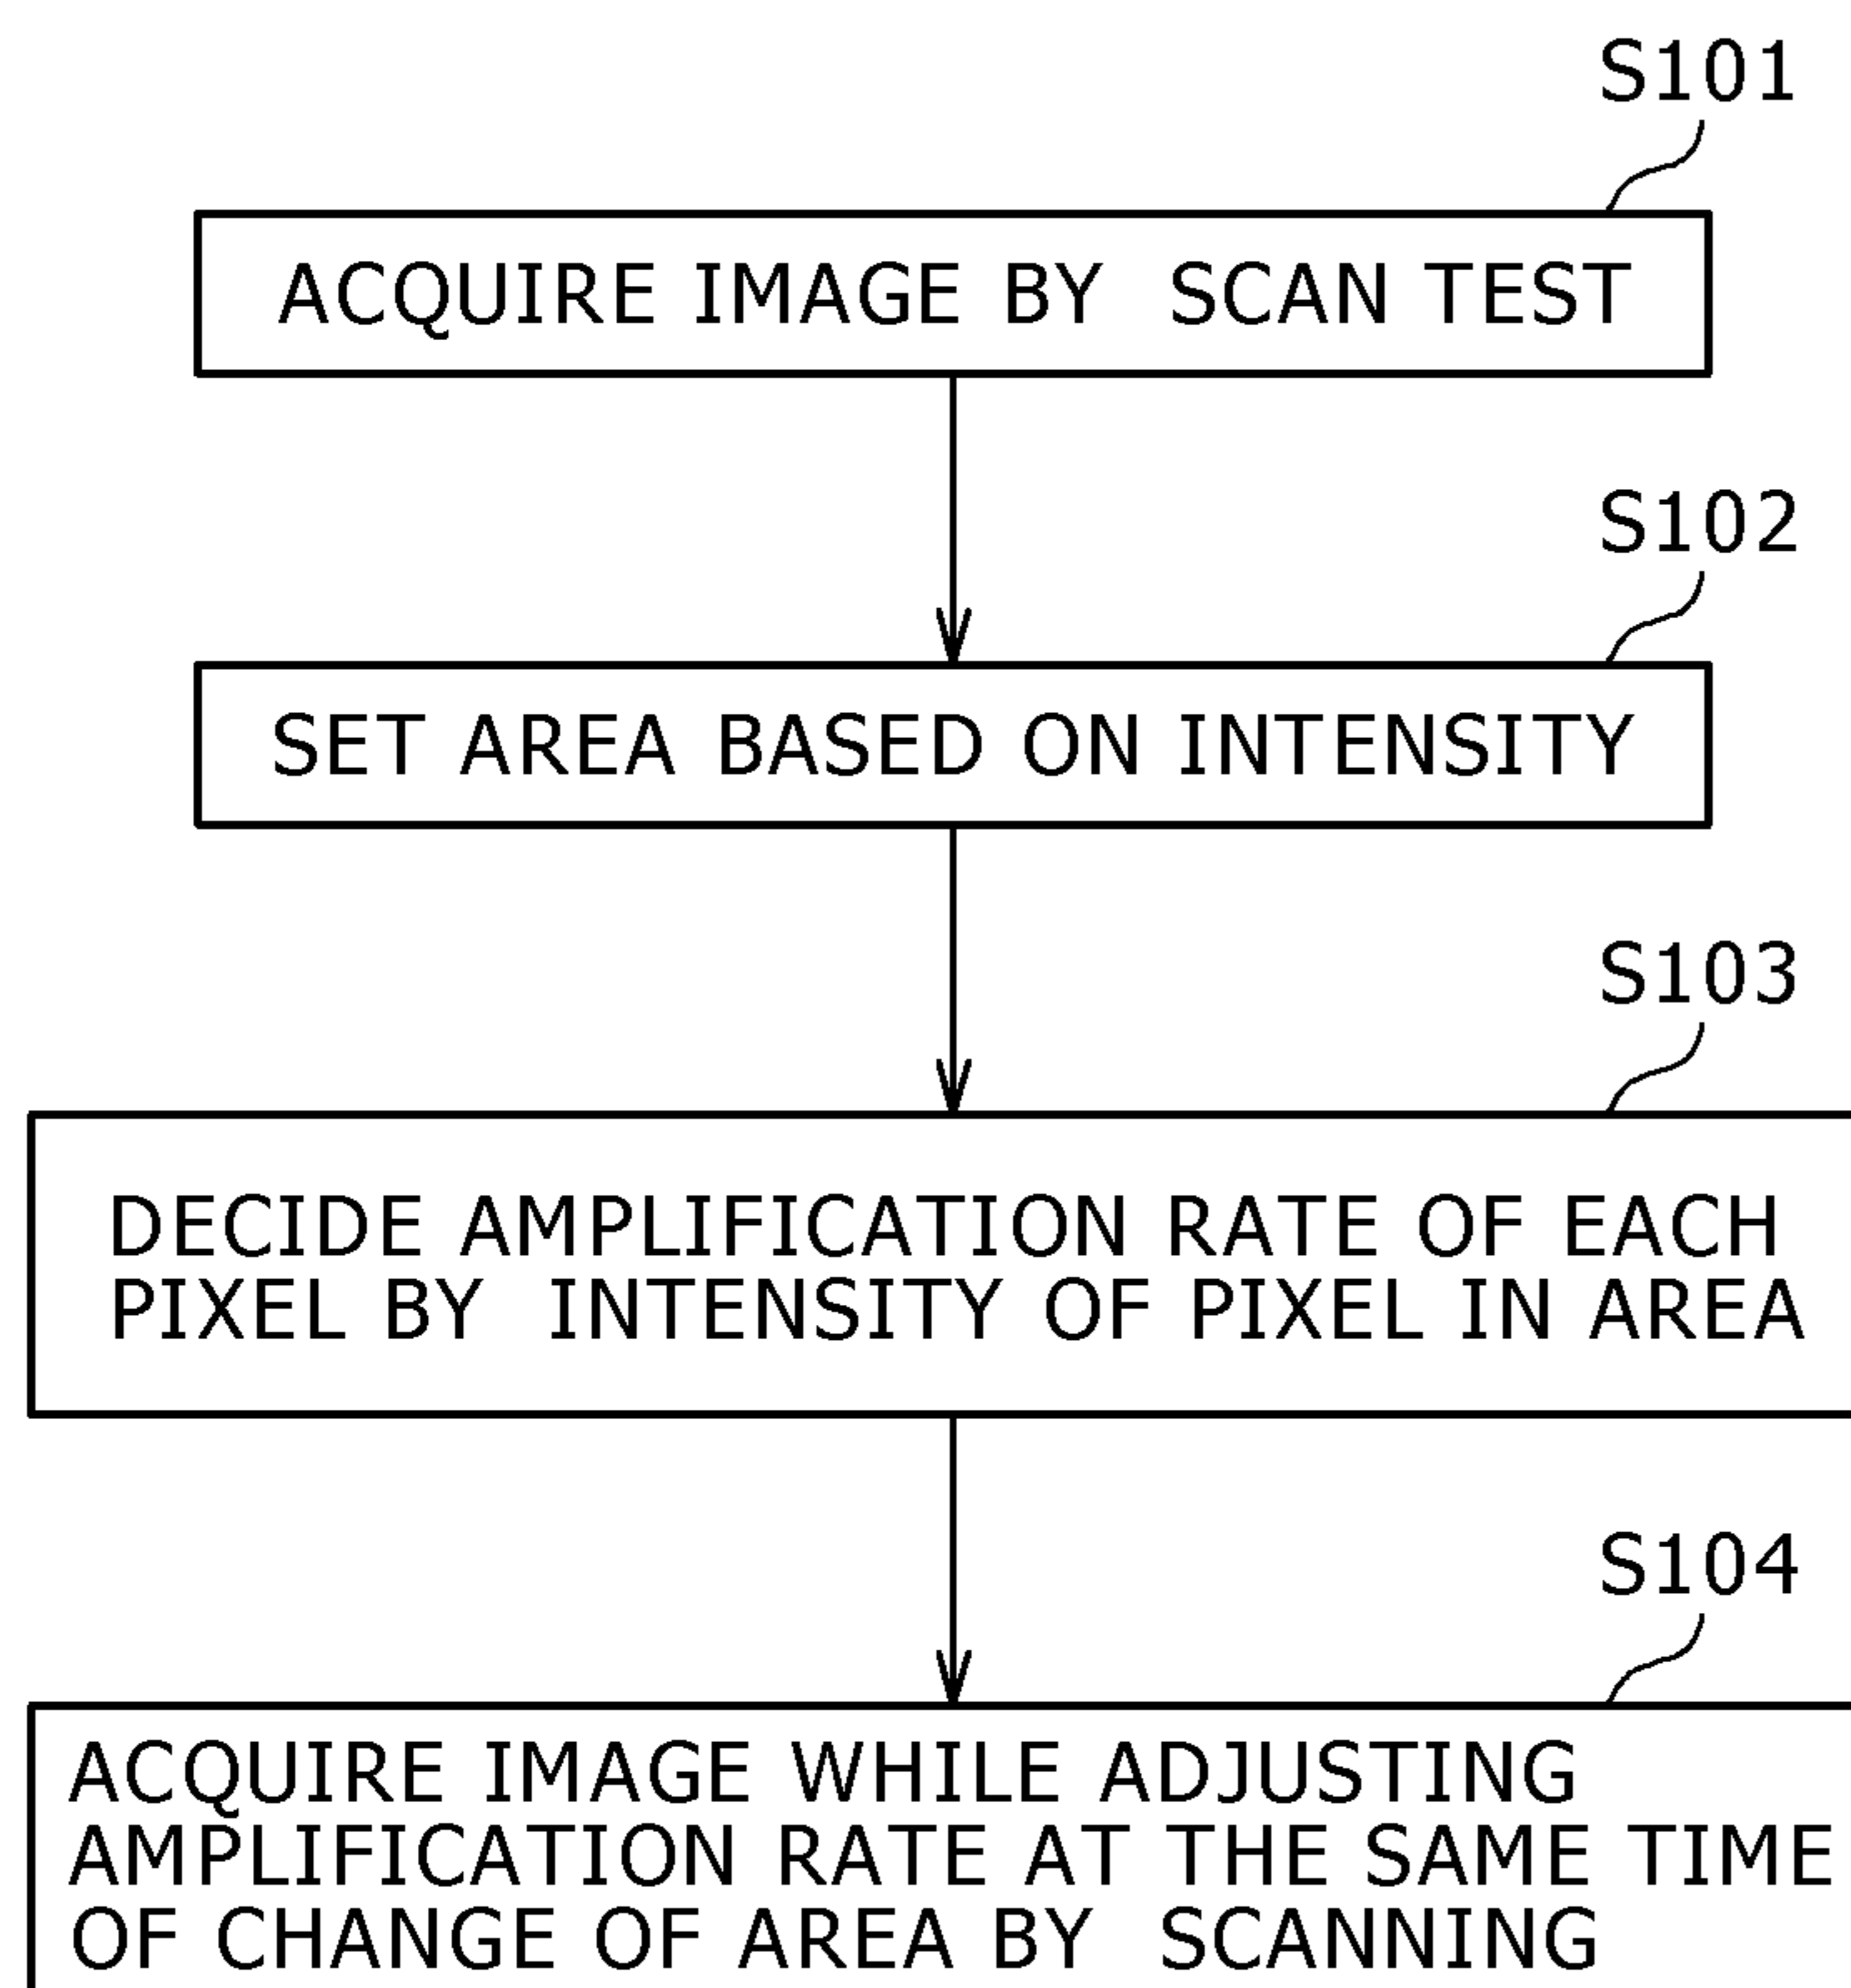 S101
ACQUIRE IMAGE BY SCAN TEST
S102
SET AREA BASED ON INTENSITY
S103
DECIDE AMPLIFICATION RATE OF EACH
PIXEL BY INTENSITY OF PIXEL IN AREA
S104
ACQUIRE IMAGE WHILE ADJUSTING
AMPLIFICATION RATE AT THE SAME TIME
OF CHANGE OF AREA BY SCANNING